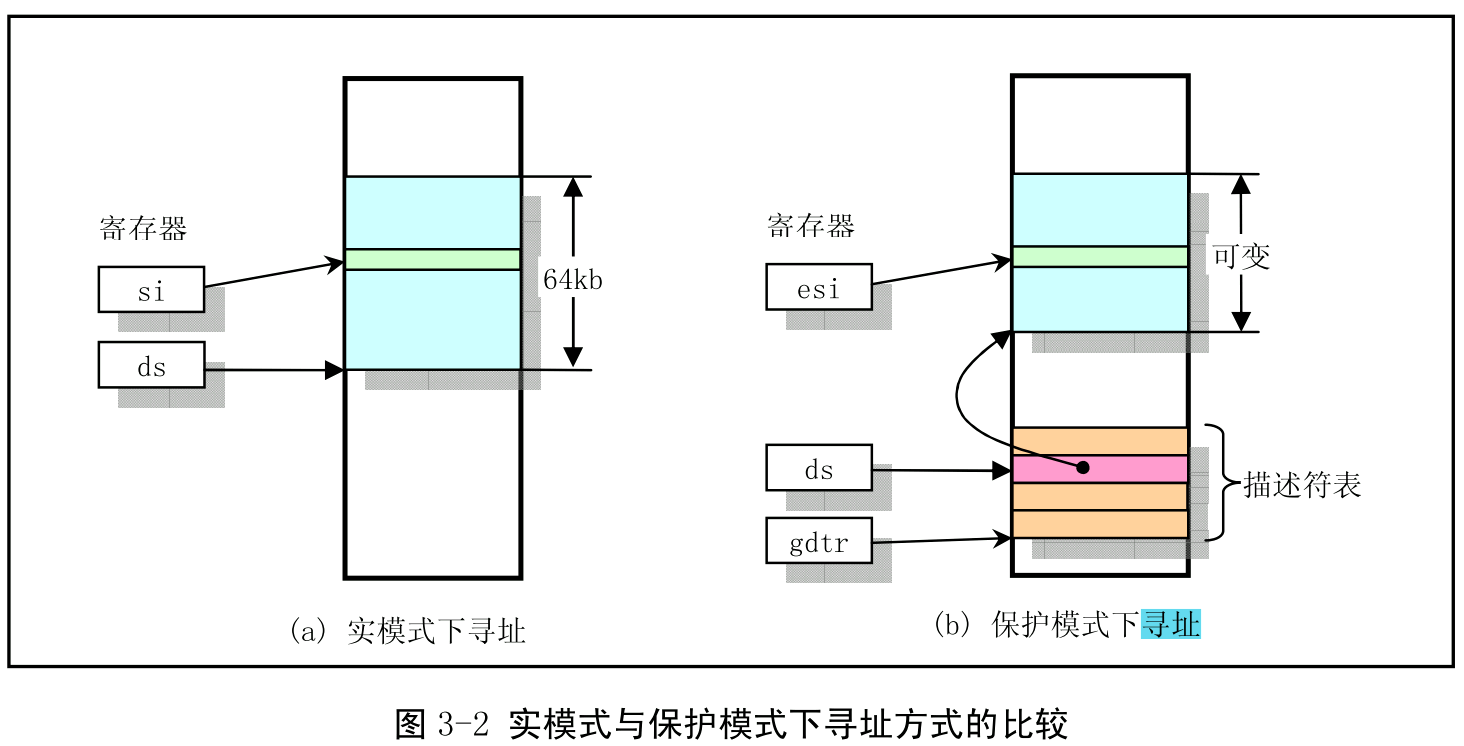 寄存器
si
ds
64kb
(a) 实模式下寻址
寄存器
esi
可变
ds
gdtr
描述符表
(b) 保护模式下寻址
图 3-2 实模式与保护模式下寻址方式的比较